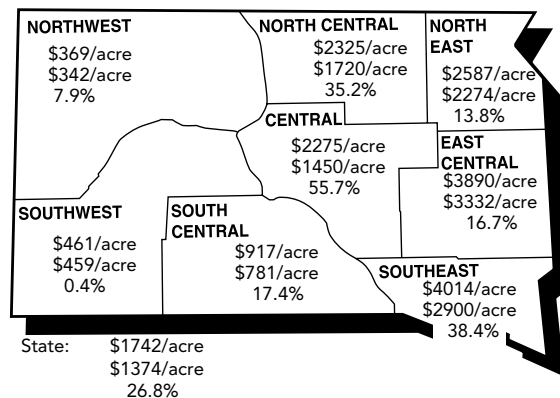 NORTHWEST
$369/acre
$342/acre
7.9%
NORTH CENTRAL
$2325/acre
$1720/acre
35.2%
NORTH
EAST
$2587/acre
$2274/acre
13.8%
CENTRAL
$2275/acre
$1450/acre
55.7%
EAST
CENTRAL
$3890/acre
$3332/acre
16.7%
SOUTHWEST
$461/acre
$459/acre
0.4%
SOUTH
CENTRAL
$917/acre
$781/acre
17.4%
SOUTHEAST
$4014/acre
$2900/acre
38.4%
State: $1742/acre
$1374/acre
26.8%